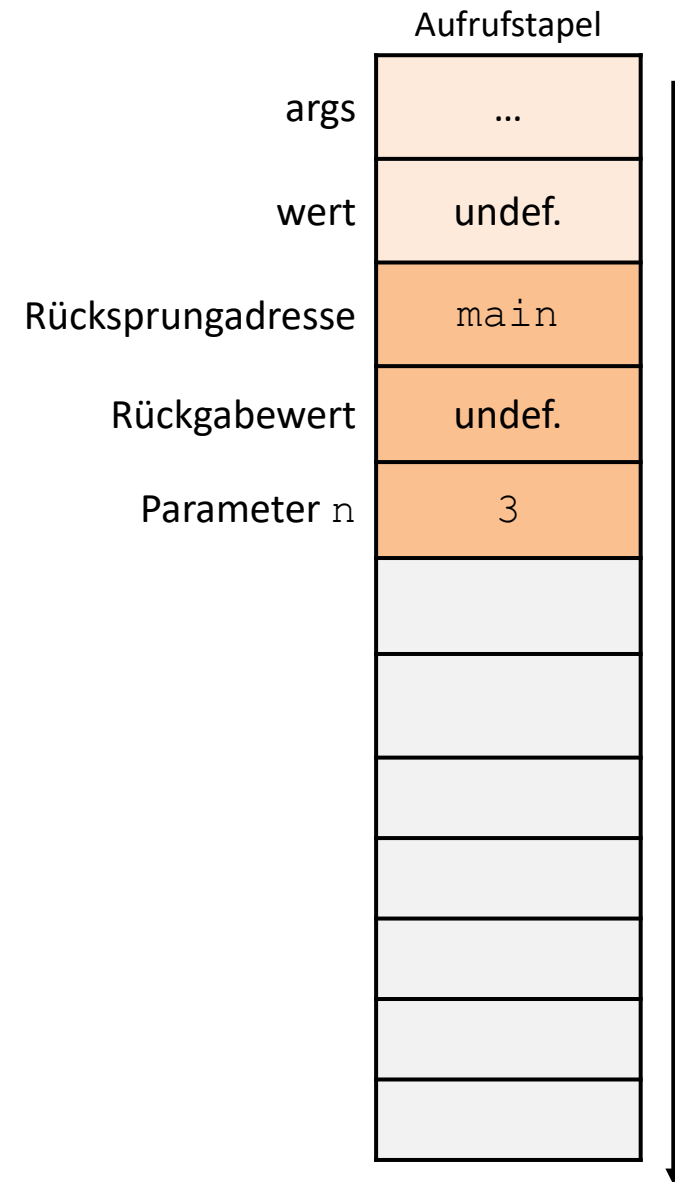 Aufrufstapel
args …
wert undef.
Rücksprungadresse main
Rückgabewert undef.
Parameter n 3